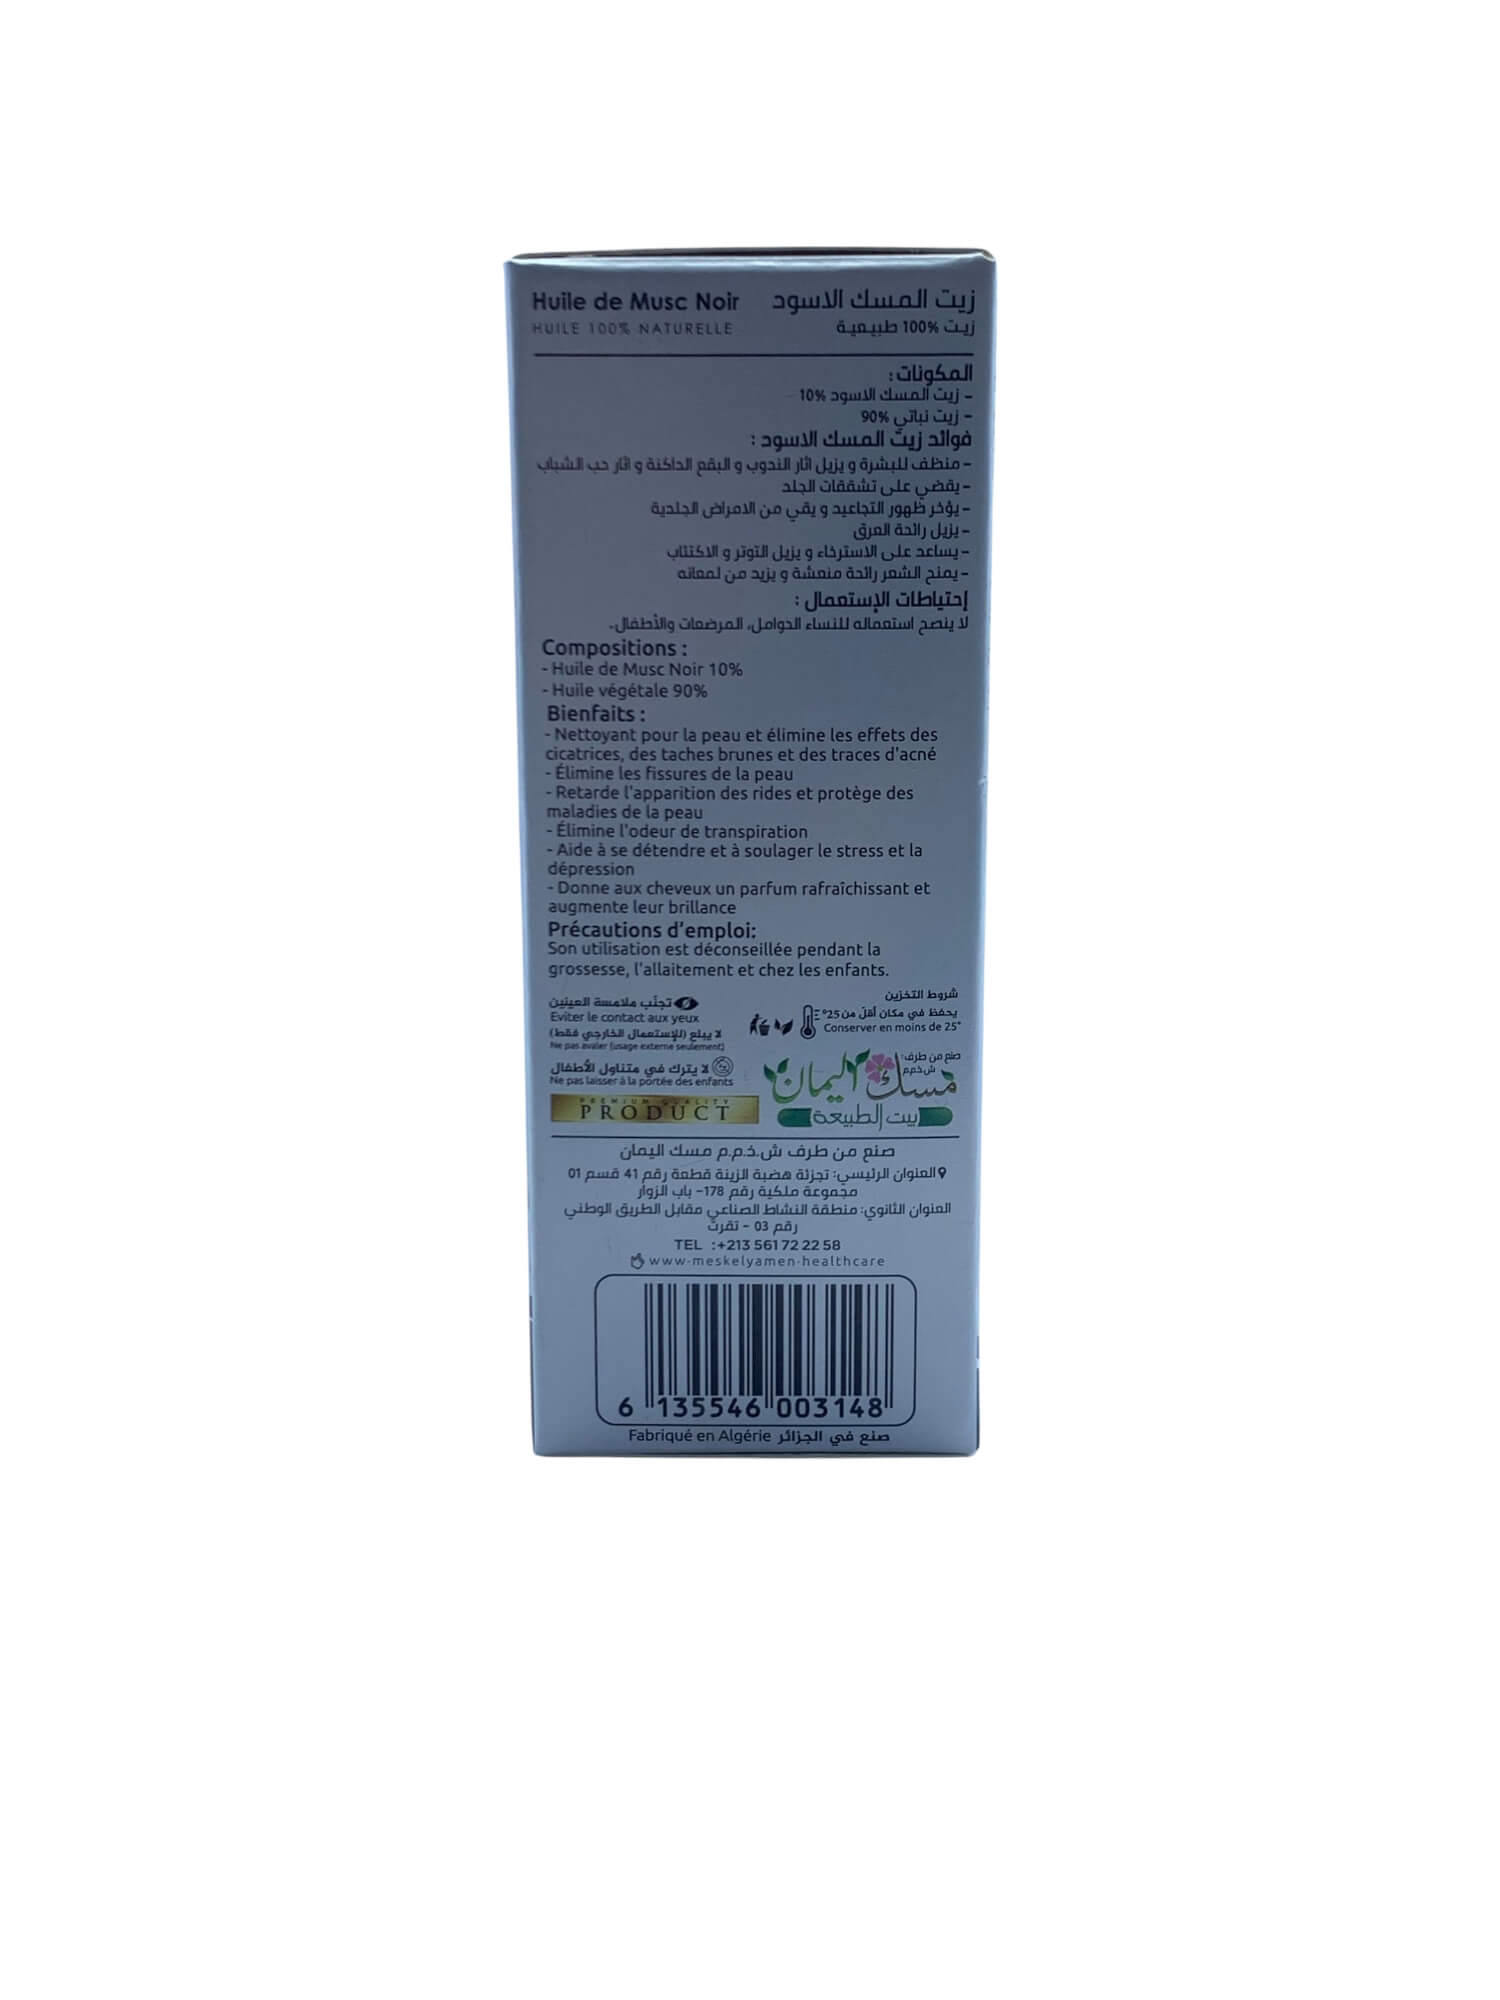 Huile de Musc Noir زيت المسك الاسود
HUILE 100% NATURELLE زيت 100% طبيعية
المكونات :
- زيت المسك الاسود 10%
- زيت نباتي 90%
فوائد زيت المسك الاسود :
- منظف للبشرة و يزيل اثار الندوب و البقع الداكنة و اثار حب الشباب
- يقضي على تشققات الجلد
- يؤخر ظهور التجاعيد و يقي من الامراض الجلدية
- يزيل رائحة العرق
- يساعد على الاسترخاء و يزيل التوتر و الاكتئاب
- يمنح الشعر رائحة منعشة و يزيد من لمعانه
إحتياطات الإستعمال :
لا ينصح استعماله للنساء الحوامل، المرضعات والأطفال.
Compositions :
- Huile de Musc Noir 10%
- Huile végétale 90%
Bienfaits :
- Nettoyant pour la peau et élimine les effets des
cicatrices, des taches brunes et des traces d'acné
- Élimine les fissures de la peau
- Retarde l'apparition des rides et protège des
maladies de la peau
- Élimine l'odeur de transpiration
- Aide à se détendre et à soulager le stress et la
dépression
- Donne aux cheveux un parfum rafraîchissant et
augmente leur brillance
Précautions d'emploi:
Son utilisation est déconseillée pendant la
grossesse, l'allaitement et chez les enfants.
تجنّب ملامسة العينين
Eviter le contact aux yeux
لا يبلع (للإستعمال الخارجي فقط)
Ne pas avaler (usage externe seulement)
لا يترك في متناول الأطفال
Ne pas laisser à la portée des enfants
شروط التخزين
يحفظ في مكان أقل من 25°
Conserver en moins de 25°
صنع من طرف:
ش.ذ.م.م
مسك اليمان
بيت الطبيعة
PREMIUM QUALITY
PRODUCT
صنع من طرف ش.ذ.م.م مسك اليمان
العنوان الرئيسي: تجزئة هضبة الزينة قطعة رقم 41 قسم 01
مجموعة ملكية رقم 178- باب الزوار
العنوان الثانوي: منطقة النشاط الصناعي مقابل الطريق الوطني
رقم 03 - تقرت
TEL :+213 561 72 22 58
www-meskelyamen-healthcare
6 135546 003148
Fabriqué en Algérie صنع في الجزائر